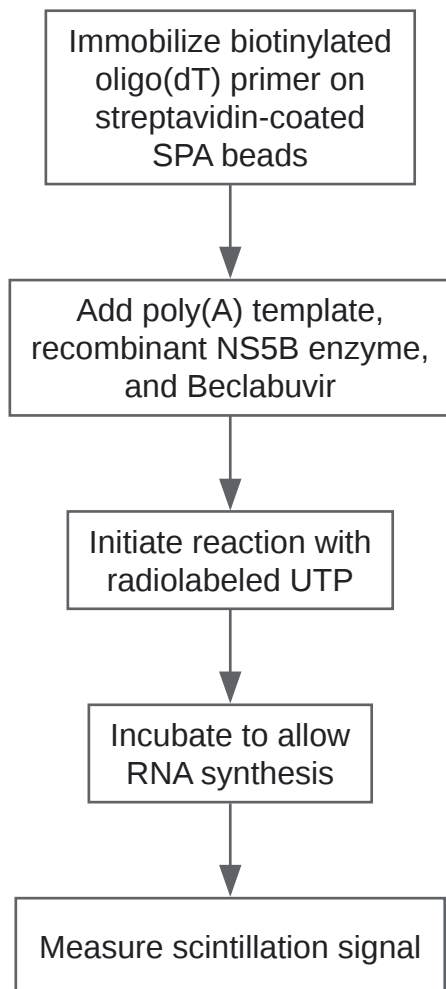 Immobilize biotinylated
oligo(dT) primer on
streptavidin-coated
SPA beads
Add poly(A) template,
recombinant NS5B enzyme,
and Beclabuvir
Initiate reaction with
radiolabeled UTP
Incubate to allow
RNA synthesis
Measure scintillation signal